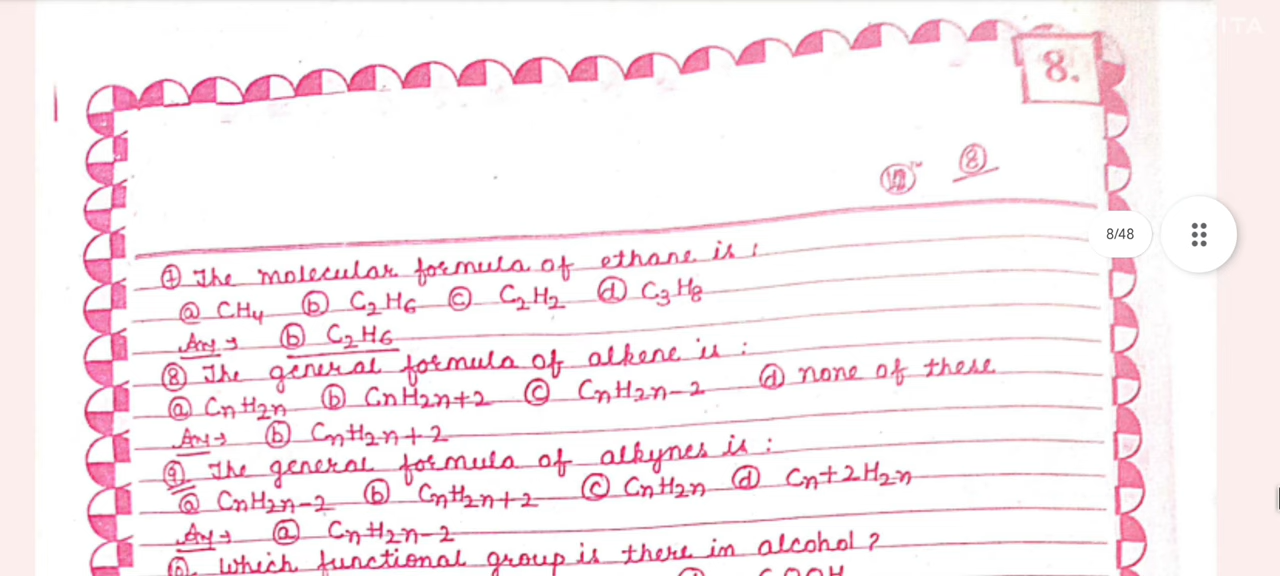 8.
8
8/48
⑦ The molecular formula of ethane is :
ⓐ CH4 ⓑ C2H6 ⓒ C2H2 ⓓ C3H8
Ans → ⓑ C2H6
⑧ The general formula of alkene is :
ⓐ CnH2n ⓑ CnH2n+2 ⓒ CnH2n-2 ⓓ none of these
Ans → ⓑ CnH2n+2
⑨ The general formula of alkynes is :
ⓐ CnH2n-2 ⓑ CnH2n+2 ⓒ CnH2n ⓓ Cn+2H2n
Ans → ⓐ CnH2n-2
Which functional group is there in alcohol ?
COOH